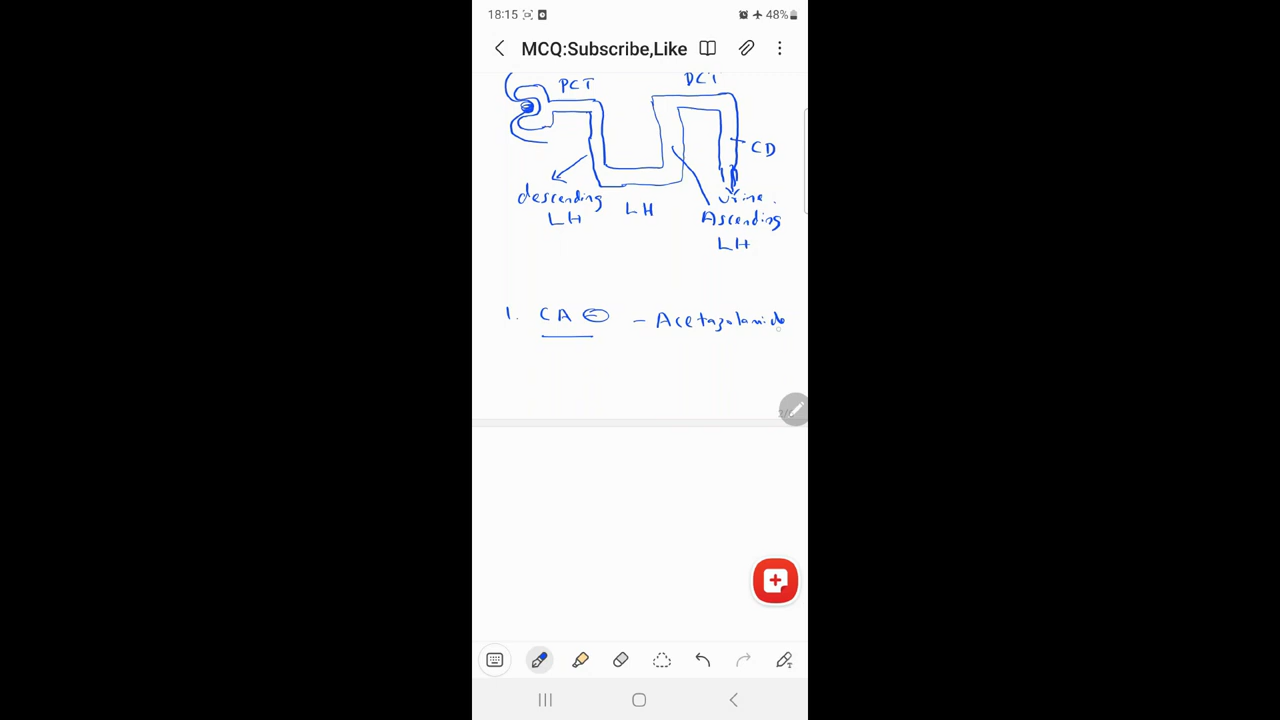 18:15 48%
MCQ:Subscribe,Like
PCT DCT
CD
descending
LH
LH
urine.
Ascending
LH
1. CA ⊖ – Acetazolamide